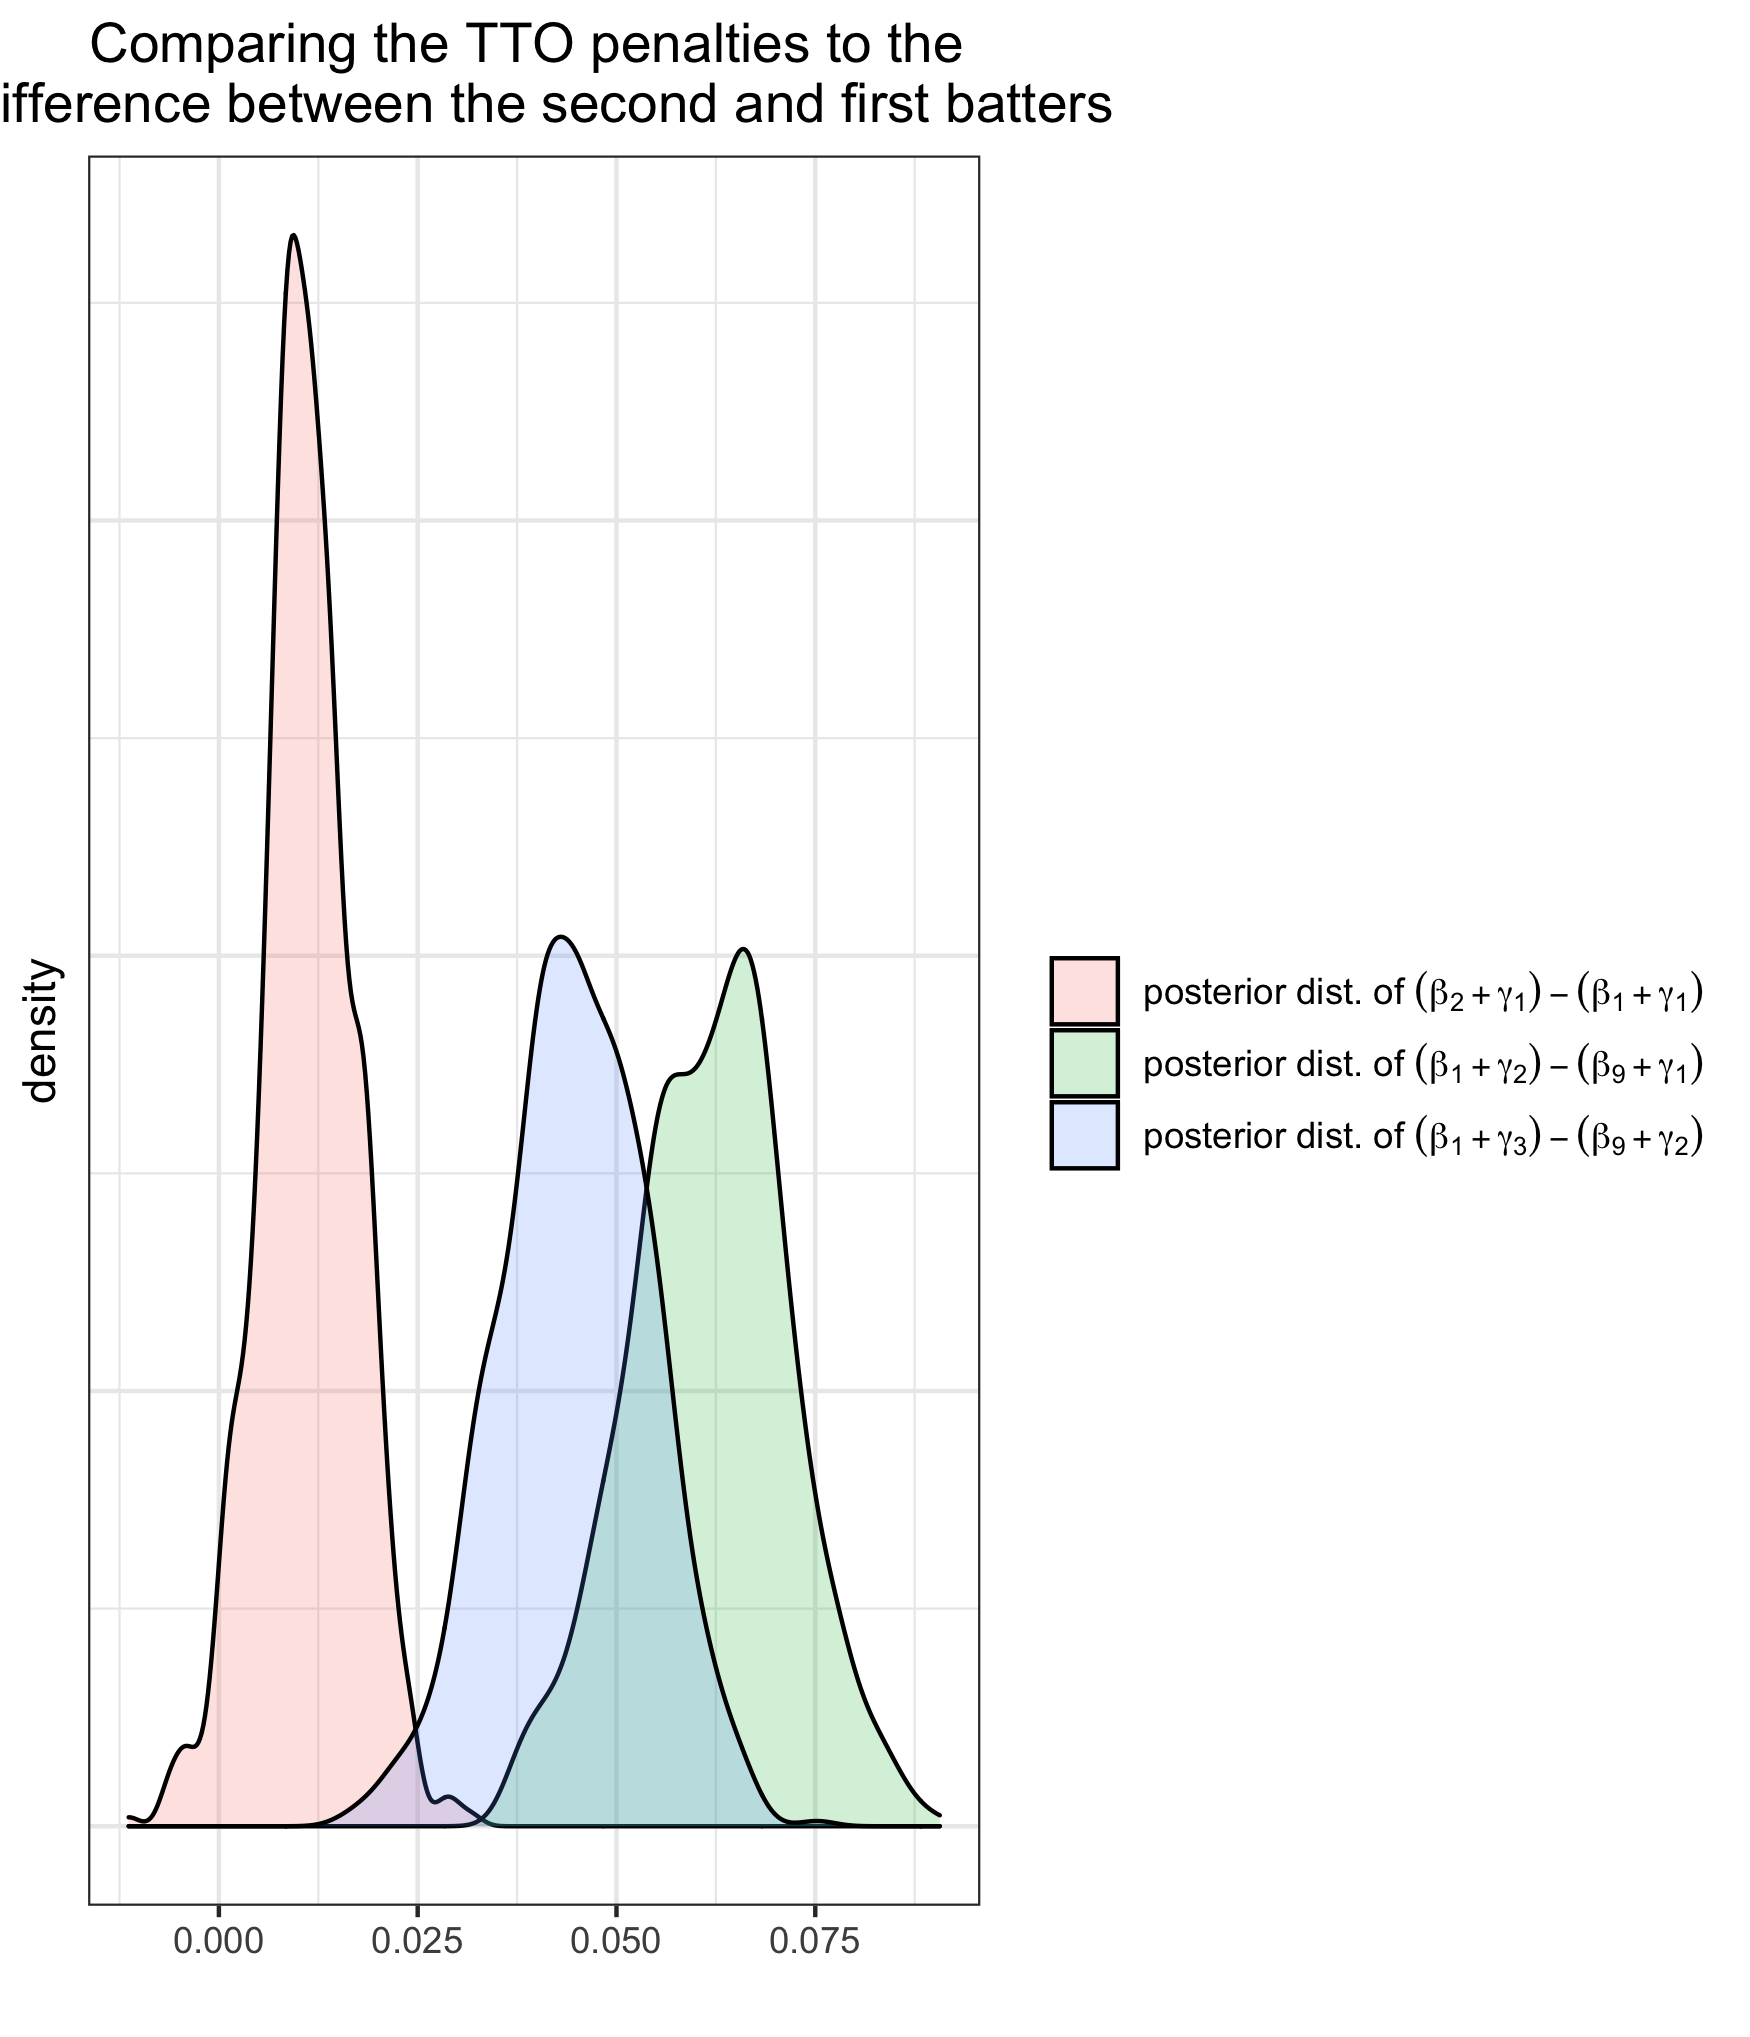 Comparing the TTO penalties to the
ifference between the second and first batters
density
posterior dist. of (β₂ + γ₁) − (β₁ + γ₁)
posterior dist. of (β₁ + γ₂) − (β₉ + γ₁)
posterior dist. of (β₁ + γ₃) − (β₉ + γ₂)
0.000 0.025 0.050 0.075